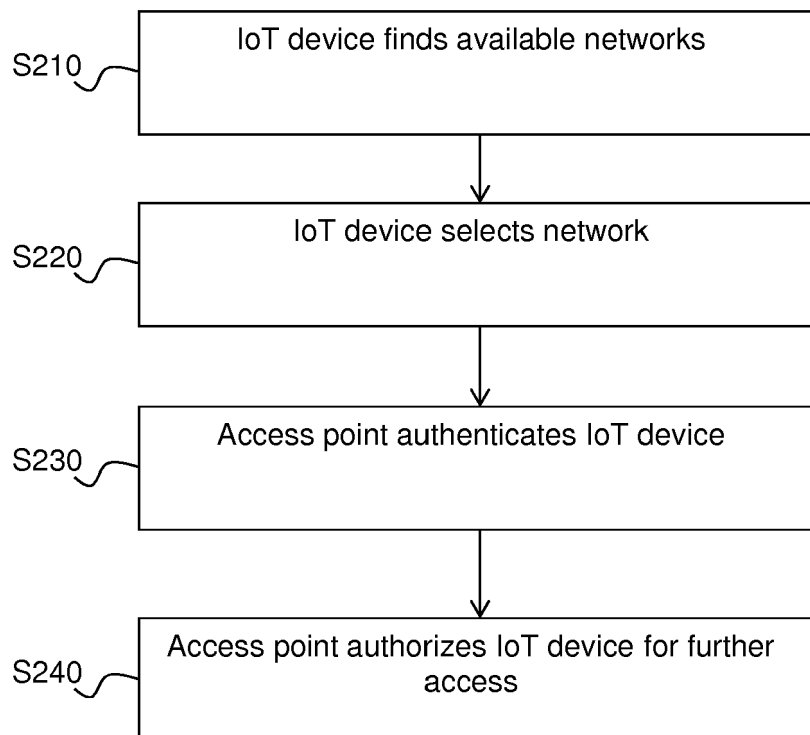 IoT device finds available networks
S210
IoT device selects network
S220
Access point authenticates IoT device
S230
Access point authorizes IoT device for further
access
S240